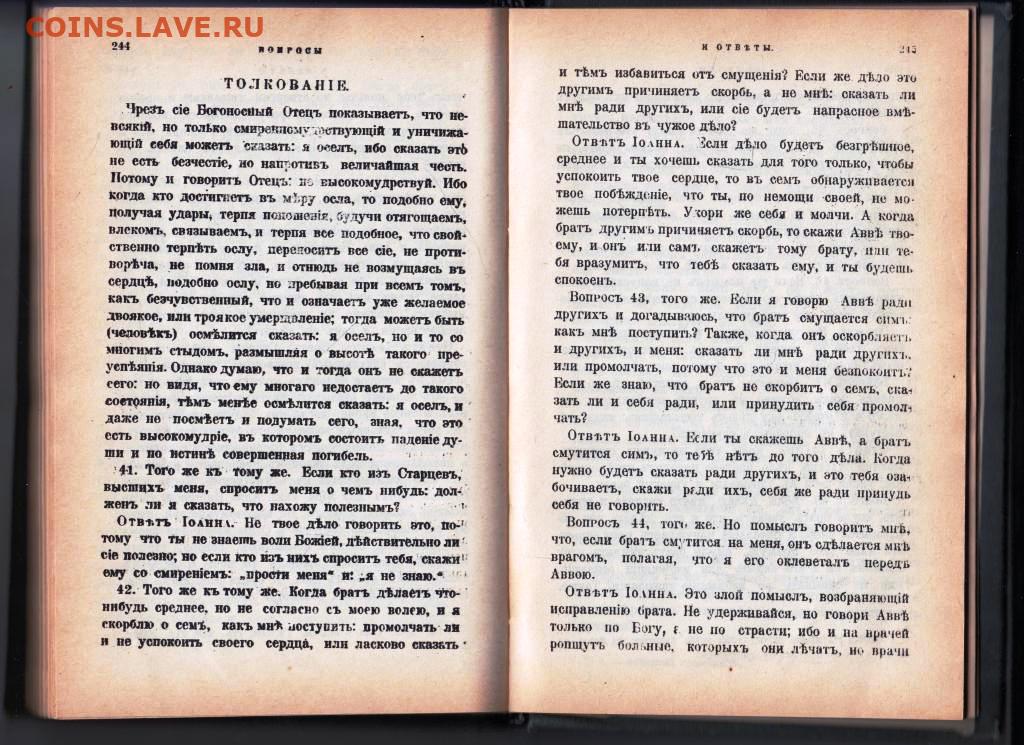 COINS.LAVE.RU
244
ВОПРОСЫ
ТОЛКОВАНІЕ.
Чрезъ сіе Богоносный Отецъ показываетъ, что не-
всякій, но только смиренномудрствующій и уничижа-
ющій себя можетъ сказать: я оселъ, ибо сказать это
не есть безчестіе, но напротивъ величайшая честь.
Потому и говоритъ Отецъ: не высокомудрствуй. Ибо
когда кто достигнетъ въ мѣру осла, то подобно ему,
получая удары, терпя поношенія, будучи отягощаемъ,
влекомъ, связываемъ, и терпя все подобное, что свой-
ственно терпѣть ослу, переноситъ все сіе, не проти-
ворѣча, не помня зла, и отнюдь не возмущаясь въ
сердцѣ, подобно ослу, но пребывая при всемъ томъ,
какъ безчувственный, что и означаетъ уже желаемое
двоякое, или троякое умерщвленіе; тогда можетъ быть
(человѣкъ) осмѣлится сказать: я оселъ, но и то со
многимъ стыдомъ, размышляя о высотѣ такого пре-
успѣянія. Однако думаю, что и тогда онъ не скажетъ
сего: но видя, что ему многаго недостаетъ до такого
состоянія, тѣмъ менѣе осмѣлится сказать: я оселъ, и
даже не посмѣетъ и подумать сего, зная, что это
есть высокомудріе, въ которомъ состоитъ паденіе ду-
ши и по истинѣ совершенная погибель.
41. Того же къ тому же. Если кто изъ Старцевъ,
высшихъ меня, спроситъ меня о чемъ нибудь: дол-
женъ ли я сказать, что нахожу полезнымъ?
Отвѣтъ Іоанна. Не твое дѣло говорить это, по-
тому что ты не знаешь воли Божіей, дѣйствительно ли
сіе полезно; но если кто изъ нихъ спроситъ тебя, скажи
ему со смиреніемъ: „прости меня“ и: „я не знаю.“
42. Того же къ тому же. Когда братъ дѣлаетъ что-
нибудь среднее, но не согласно съ моею волею, и я
скорблю о семъ, какъ мнѣ поступить: промолчать ли
и не успокоить своего сердца, или ласково сказать
И ОТВѢТЫ.
245
и тѣмъ избавиться отъ смущенія? Если же дѣло это
другимъ причиняетъ скорбь, а не мнѣ: сказать ли
мнѣ ради другихъ, или сіе будетъ напрасное вмѣ-
шательство въ чужое дѣло?
Отвѣтъ Іоанна. Если дѣло будетъ безгрѣшное,
среднее и ты хочешь сказать для того только, чтобы
успокоить твое сердце, то въ семъ обнаруживается
твое побѣжденіе, что ты, по немощи своей, не мо-
жешь потерпѣть. Укори же себя и молчи. А когда
братъ другимъ причиняетъ скорбь, то скажи Аввѣ тво-
ему, и онъ или самъ скажетъ тому брату, или те-
бя вразумитъ, что тебѣ сказать ему, и ты будешь
спокоенъ.
Вопросъ 43, того же. Если я говорю Аввѣ ради
другихъ и догадываюсь, что братъ смущается симъ:
какъ мнѣ поступить? Также, когда онъ оскорбляетъ
и другихъ, и меня: сказать ли мнѣ ради другихъ,
или промолчать, потому что это и меня безпокоитъ?
Если же знаю, что братъ не скорбитъ о семъ, ска-
зать ли и себя ради, или принудить себя промол-
чать?
Отвѣтъ Іоанна. Если ты скажешь Аввѣ, а братъ
смутится симъ, то тебѣ нѣтъ до того дѣла. Когда
нужно будетъ сказать ради другихъ, и это тебя оза-
бочиваетъ, скажи ради ихъ, себя же ради принудь
себя не говорить.
Вопросъ 44, того же. Но помыслъ говоритъ мнѣ,
что, если братъ смутится на меня, онъ сдѣлается мнѣ
врагомъ, полагая, что я его оклеветалъ передъ
Аввою.
Отвѣтъ Іоанна. Это злой помыслъ, возбраняющій
исправленію брата. Не удерживайся, но говори Аввѣ
только по Богу, а не по страсти; ибо и на врачей
ропщутъ больные, которыхъ они лѣчатъ, но врачи